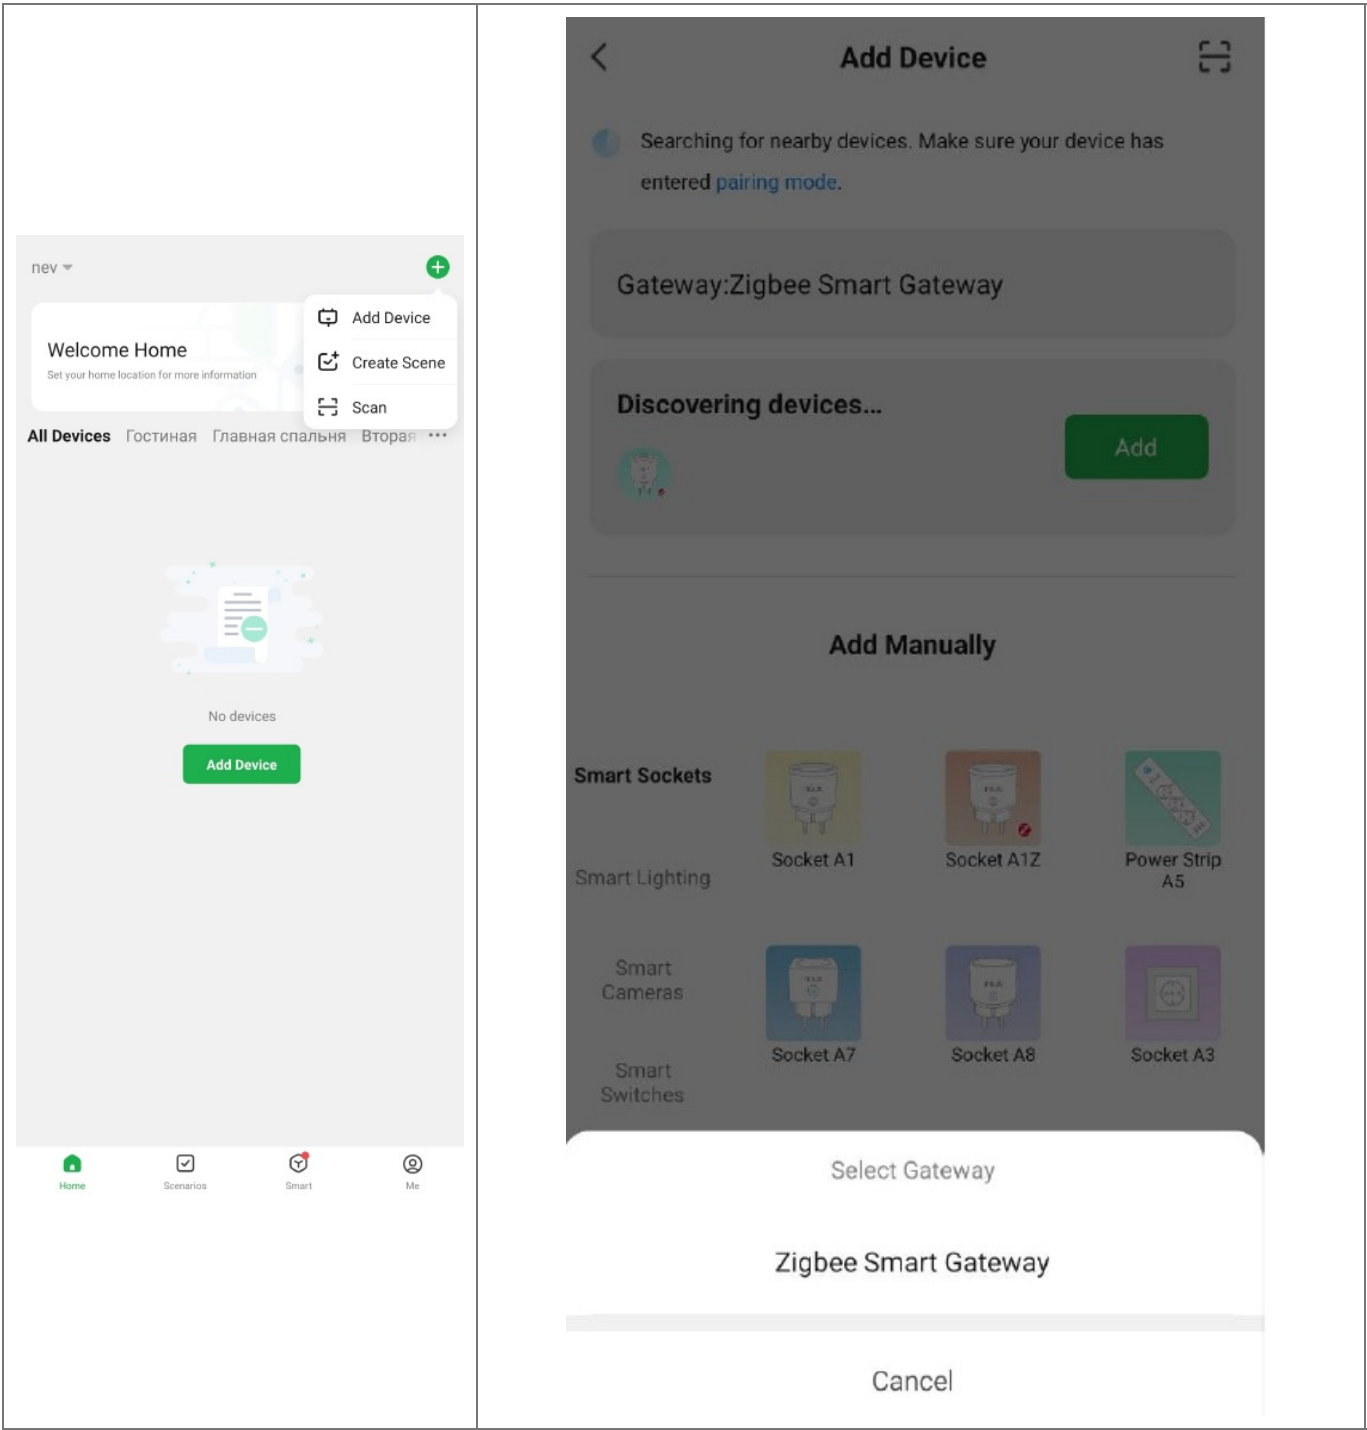 nev
Add Device
Create Scene
Scan
Welcome Home
Set your home location for more information
All Devices Гостиная Главная спальня Вторая
No devices
Add Device
Home Scenarios Smart Me
Add Device
Searching for nearby devices. Make sure your device has
entered pairing mode.
Gateway:Zigbee Smart Gateway
Discovering devices...
Add
Add Manually
Smart Sockets
Smart Lighting
Smart
Cameras
Smart
Switches
Socket A1 Socket A1Z Power Strip
A5
Socket A7 Socket A8 Socket A3
Select Gateway
Zigbee Smart Gateway
Cancel